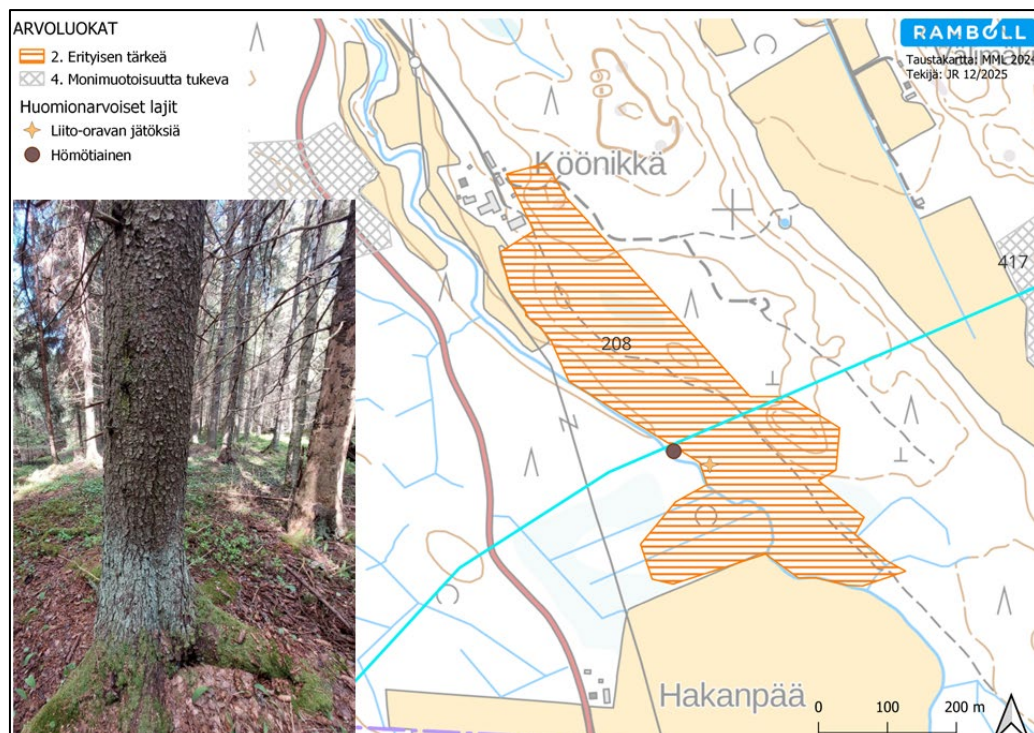 ARVOLUOKAT
2. Erityisen tärkeä
4. Monimuotoisuutta tukeva
Huomionarvoiset lajit
Liito-oravan jätöksiä
Hömötiainen
RAMBOLL
Taustakartta: MML 2024
Tekijä: JR 12/2025
Köönikkä
417
208
Hakanpää
0 100 200 m